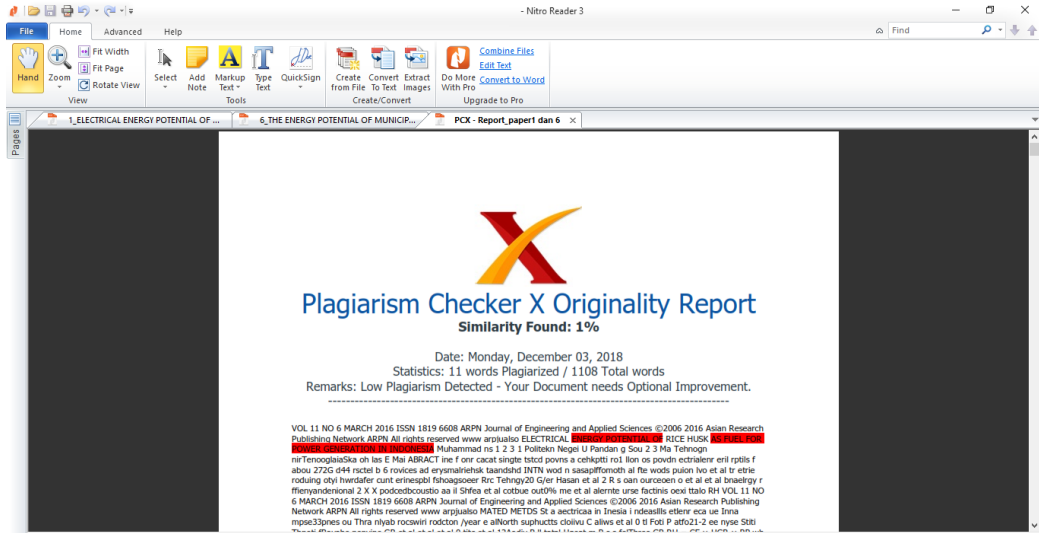 - Nitro Reader 3
File Home Advanced Help Find
Hand Zoom Fit Width Fit Page Rotate View Select Add Note Markup Text Type Text QuickSign Create from File Convert To Text Extract Images Do More With Pro Combine Files Edit Text Convert to Word
View Tools Create/Convert Upgrade to Pro
1_ELECTRICAL ENERGY POTENTIAL OF ... 6_THE ENERGY POTENTIAL OF MUNICIP... PCX - Report_paper1 dan 6
Pages
Plagiarism Checker X Originality Report
Similarity Found: 1%
Date: Monday, December 03, 2018
Statistics: 11 words Plagiarized / 1108 Total words
Remarks: Low Plagiarism Detected - Your Document needs Optional Improvement.
VOL 11 NO 6 MARCH 2016 ISSN 1819 6608 ARPN Journal of Engineering and Applied Sciences ©2006 2016 Asian Research
Publishing Network ARPN All rights reserved www arpjualso ELECTRICAL ENERGY POTENTIAL OF RICE HUSK AS FUEL FOR
POWER GENERATION IN INDONESIA Muhammad ns 1 2 3 1 Politekn Negei U Pandan g Sou 2 3 Ma Tehnogn
nirTenooglaiaSka oh las E Mai ABRACT ine f onr cacat singte tstcd povns a cehkptti ro1 llon os povdn ectrialenr eril rptils f
abou 272G d44 rsctel b 6 rovices ad erysmalriehsk taandshd INTN wod n sasaplffomoth al fte wods puion lvo et al tr etrie
roduing otyi hwrdafer cunt erinespbl fshoagsoeer Rrc Tehngy20 G/er Hasan et al 2 R s oan ourceoen o et al et al bnaelrgy r
ffienyandenional 2 X X podcedbcoustio aa il Shfea et al cotbue out0% me et al alernte urse factinis oexi ttalo RH VOL 11 NO
6 MARCH 2016 ISSN 1819 6608 ARPN Journal of Engineering and Applied Sciences ©2006 2016 Asian Research Publishing
Network ARPN All rights reserved www arpjualso MATED METDS St a aectricaa in Inesia i ndeasllls etlenr eca ue Inna
mpse33pnes ou Thra nlyab rocswiri rodcton /year e alNorth suphuctts cloiivu C aliws et al 0 tl Foti P atfo21-2 ee nyse Stiti